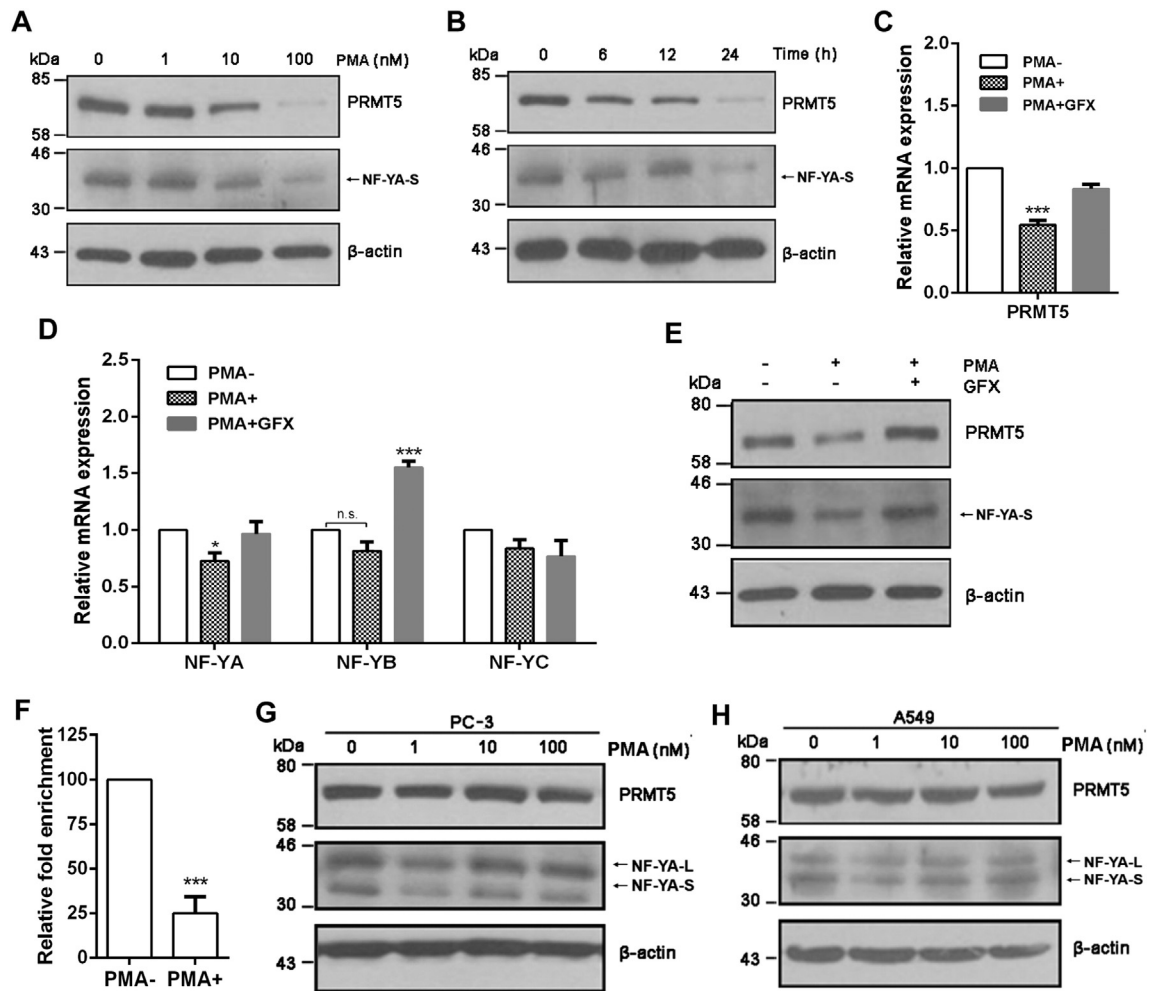 A
kDa 0 1 10 100 PMA (nM)
85
PRMT5
58
46
←NF-YA-S
30
43
β-actin
B
kDa 0 6 12 24 Time (h)
85
PRMT5
58
46
←NF-YA-S
30
43
β-actin
C
Relative mRNA expression
2.0
1.5
1.0
0.5
0.0
PMA-
PMA+
PMA+GFX
***
PRMT5
D
Relative mRNA expression
2.5
2.0
1.5
1.0
0.5
0.0
PMA-
PMA+
PMA+GFX
*
n.s.
***
NF-YA NF-YB NF-YC
E
- + + PMA
kDa - - + GFX
80
PRMT5
58
46
←NF-YA-S
30
43
β-actin
F
Relative fold enrichment
125
100
75
50
25
0
***
PMA- PMA+
G
PC-3
kDa 0 1 10 100 PMA (nM)
80
PRMT5
58
46
←NF-YA-L
←NF-YA-S
30
β-actin
43
H
A549
kDa 0 1 10 100 PMA (nM)
80
PRMT5
58
46
←NF-YA-L
←NF-YA-S
30
β-actin
43